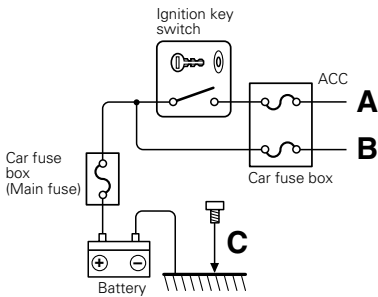 Ignition key
switch
ACC
A
B
Car fuse
box
(Main fuse)
Car fuse box
C
+
−
Battery